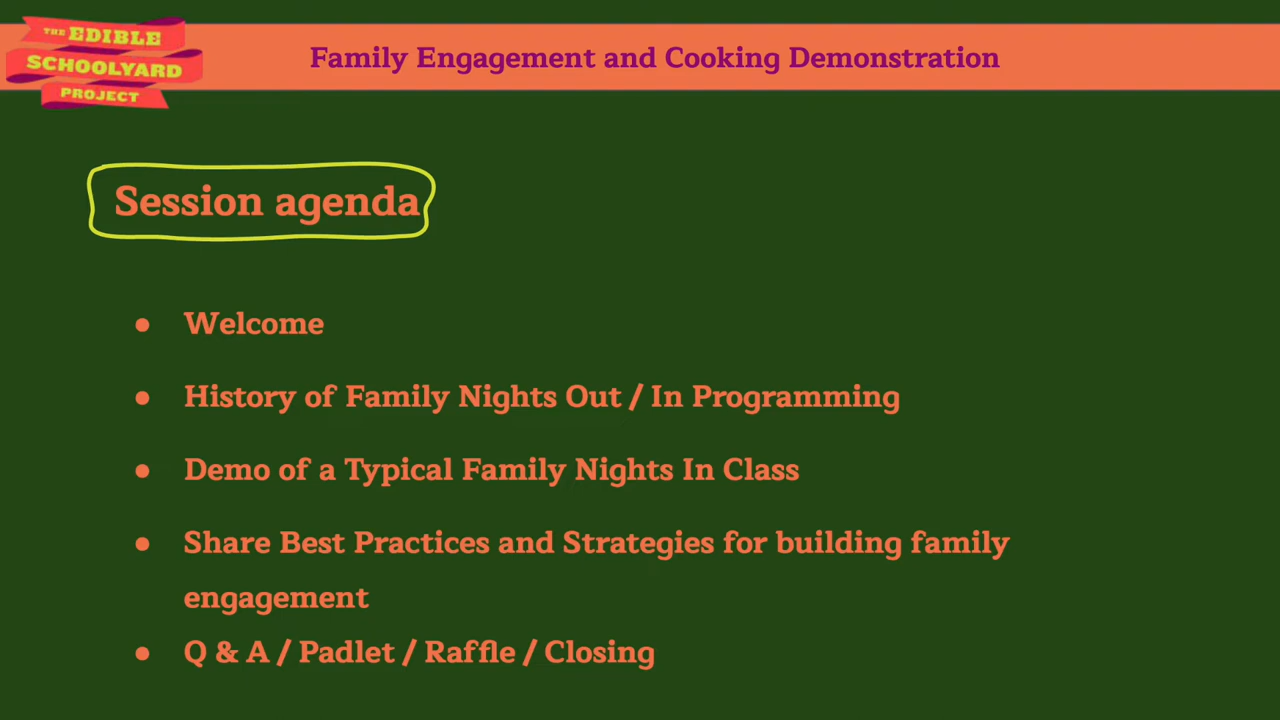 THE EDIBLE
SCHOOLYARD
PROJECT
Family Engagement and Cooking Demonstration
Session agenda
● Welcome
● History of Family Nights Out / In Programming
● Demo of a Typical Family Nights In Class
● Share Best Practices and Strategies for building family
engagement
● Q & A / Padlet / Raffle / Closing